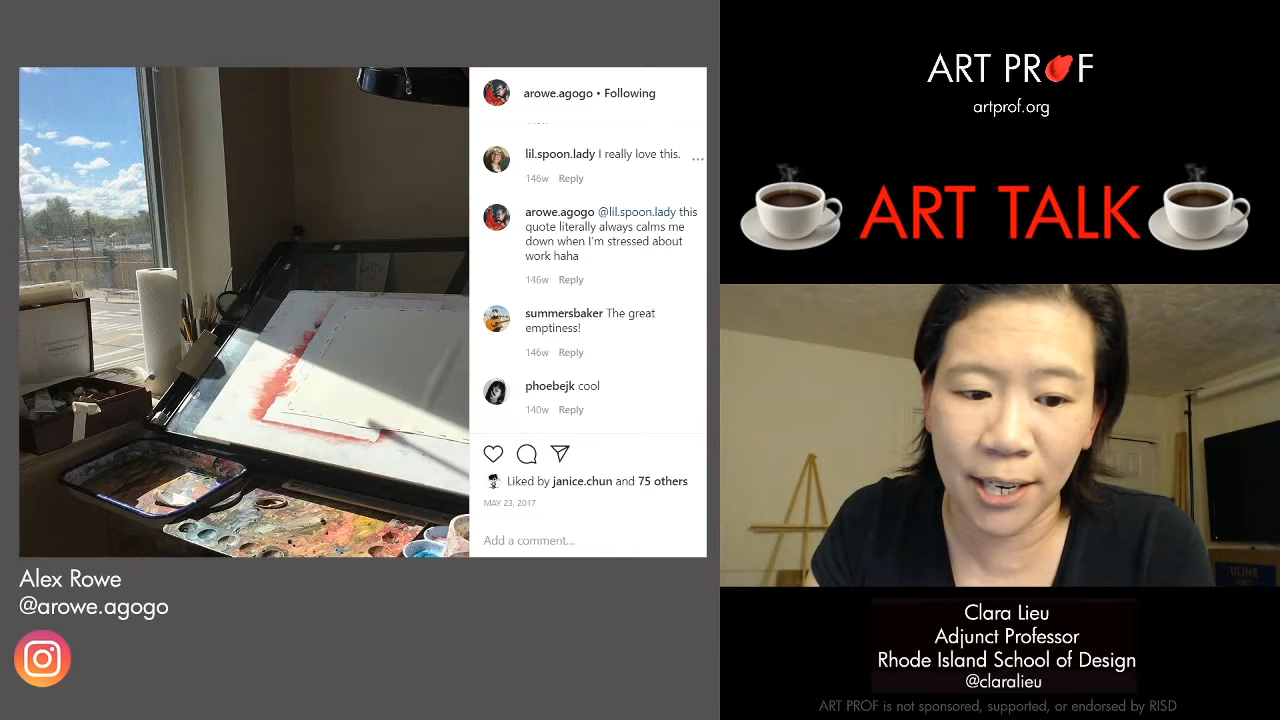 arowe.agogo • Following
lil.spoon.lady I really love this.
146w Reply
arowe.agogo @lil.spoon.lady this
quote literally always calms me
down when I'm stressed about
work haha
146w Reply
summersbaker The great
emptiness!
146w Reply
phoebejk cool
140w Reply
Liked by janice.chun and 75 others
MAY 23, 2017
Add a comment...
Alex Rowe
@arowe.agogo
ART PROF
artprof.org
ART TALK
ULINE
Clara Lieu
Adjunct Professor
Rhode Island School of Design
@claralieu
ART PROF is not sponsored, supported, or endorsed by RISD